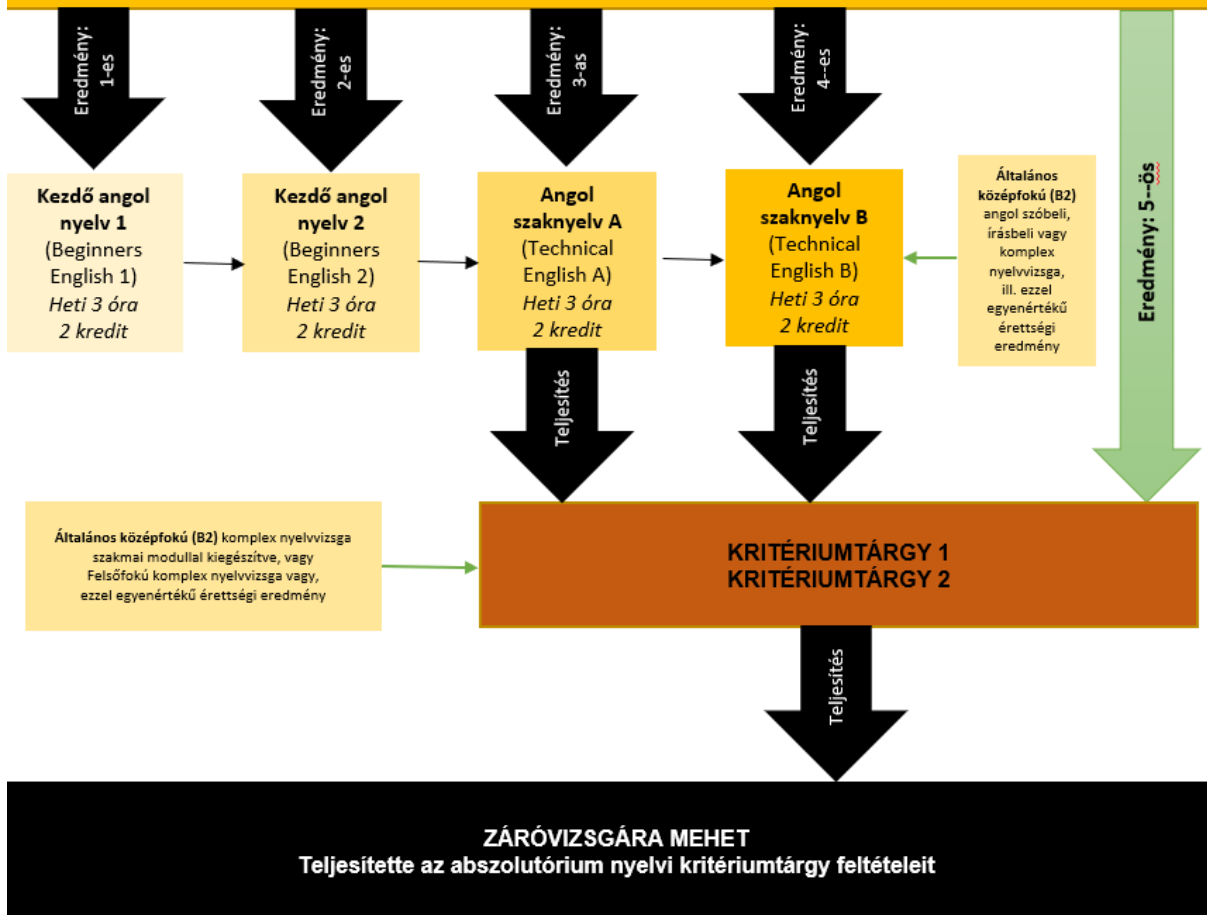 Eredmény:
1-es
Eredmény:
2-es
Eredmény:
3-as
Eredmény:
4--es
Eredmény: 5--ös
Kezdő angol
nyelv 1
(Beginners
English 1)
Heti 3 óra
2 kredit
Kezdő angol
nyelv 2
(Beginners
English 2)
Heti 3 óra
2 kredit
Angol
szaknyelv A
(Technical
English A)
Heti 3 óra
2 kredit
Angol
szaknyelv B
(Technical
English B)
Heti 3 óra
2 kredit
Általános
középfokú (B2)
angol szóbeli,
írásbeli vagy
komplex
nyelvvizsga,
ill. ezzel
egyenértékű
érettségi
eredmény
Teljesítés
Teljesítés
Általános középfokú (B2) komplex nyelvvizsga
szakmai modullal kiegészítve, vagy
Felsőfokú komplex nyelvvizsga vagy,
ezzel egyenértékű érettségi eredmény
KRITÉRIUMTÁRGY 1
KRITÉRIUMTÁRGY 2
Teljesítés
ZÁRÓVIZSGÁRA MEHET
Teljesítette az abszolutórium nyelvi kritériumtárgy feltételeit